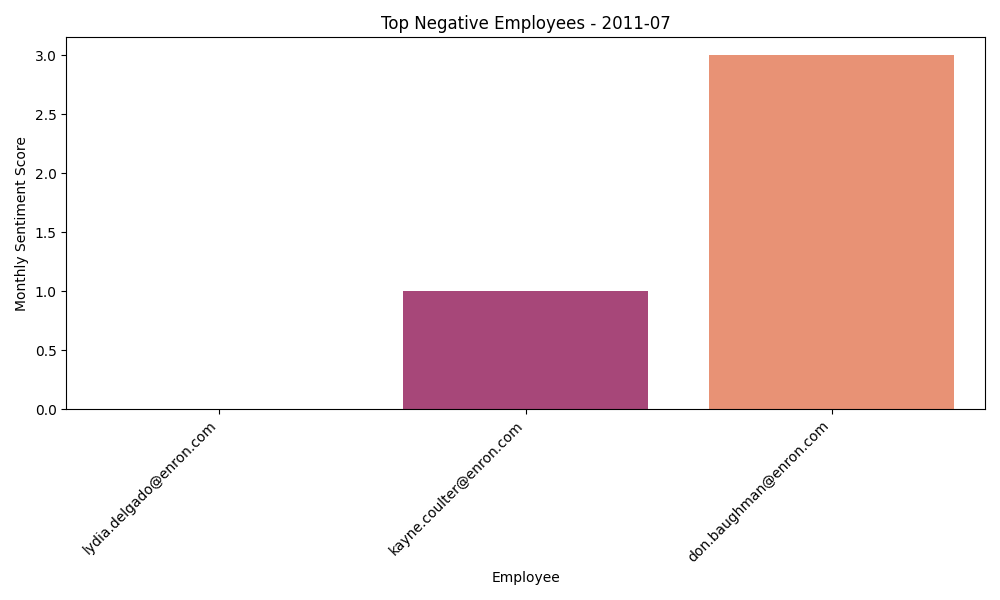 Top Negative Employees - 2011-07
Monthly Sentiment Score
3.0
2.5
2.0
1.5
1.0
0.5
0.0
lydia.delgado@enron.com
kayne.coulter@enron.com
don.baughman@enron.com
Employee